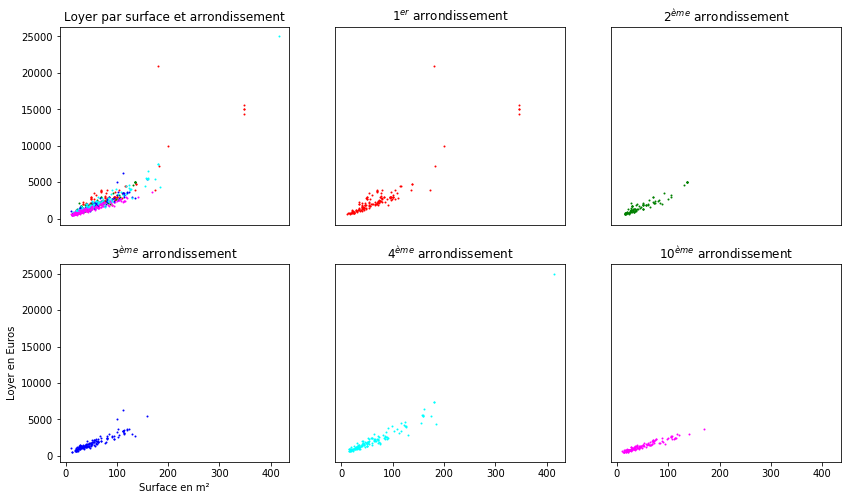 Loyer par surface et arrondissement
1er arrondissement
2ème arrondissement
25000
20000
15000
10000
5000
0
3ème arrondissement
4ème arrondissement
10ème arrondissement
25000
20000
15000
10000
5000
0
Loyer en Euros
0 100 200 300 400
0 100 200 300 400
0 100 200 300 400
Surface en m²